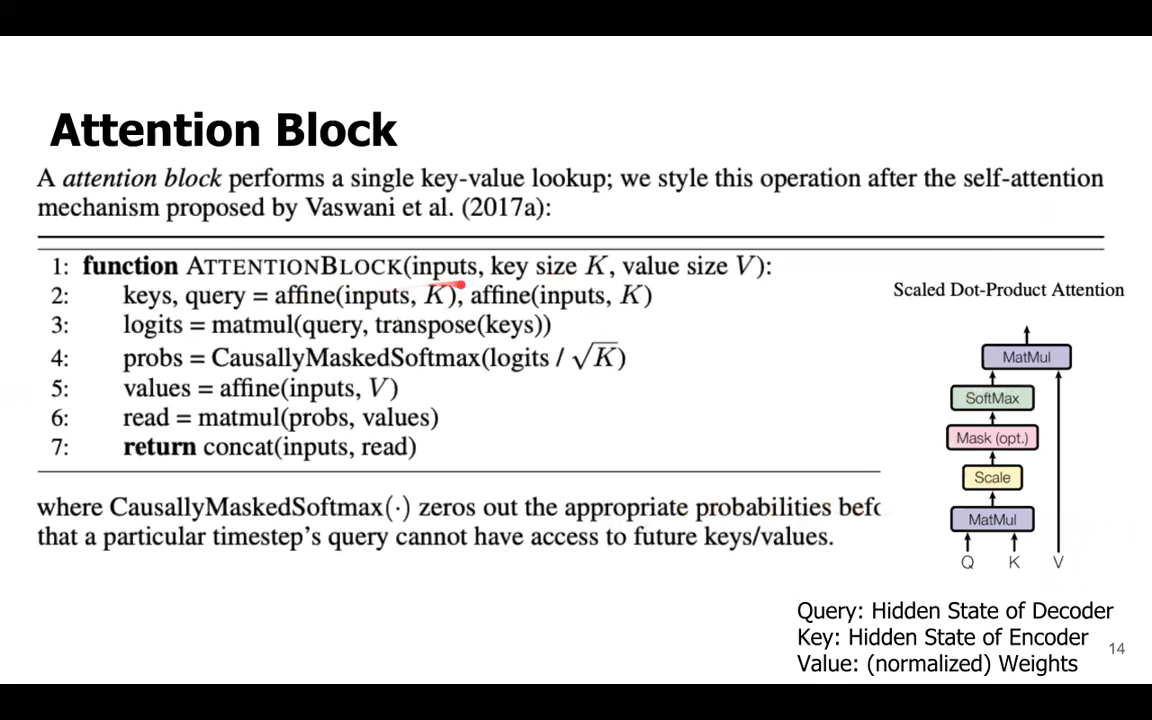 Attention Block
A attention block performs a single key-value lookup; we style this operation after the self-attention
mechanism proposed by Vaswani et al. (2017a):
1: function ATTENTIONBLOCK(inputs, key size K, value size V):
2: keys, query = affine(inputs, K), affine(inputs, K)
3: logits = matmul(query, transpose(keys))
4: probs = CausallyMaskedSoftmax(logits / √K)
5: values = affine(inputs, V)
6: read = matmul(probs, values)
7: return concat(inputs, read)
where CausallyMaskedSoftmax(·) zeros out the appropriate probabilities
that a particular timestep's query cannot have access to future keys/values.
Scaled Dot-Product Attention
MatMul
SoftMax
Mask (opt.)
Scale
MatMul
Q K V
Query: Hidden State of Decoder
Key: Hidden State of Encoder
Value: (normalized) Weights
14